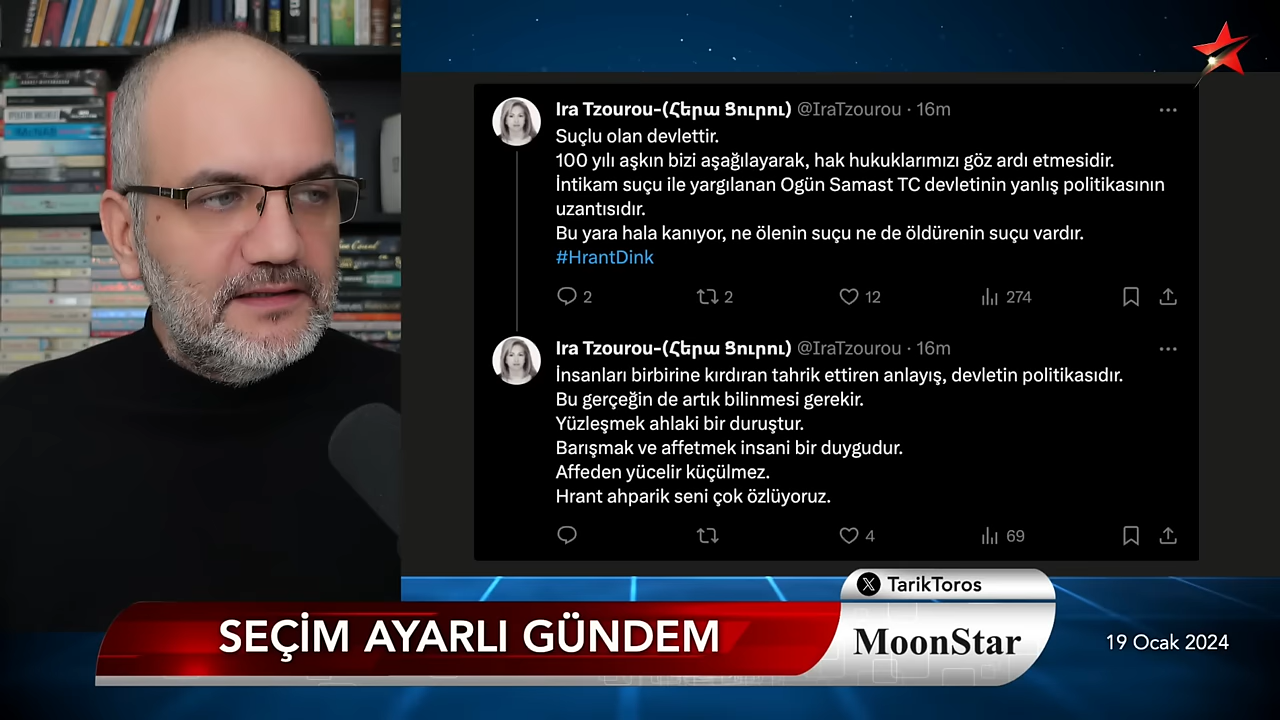 Ira Tzourou-(Հերա Ցուրու) @IraTzourou · 16m
Suçlu olan devlettir.
100 yılı aşkın bizi aşağılayarak, hak hukuklarımızı göz ardı etmesidir.
İntikam suçu ile yargılanan Ogün Samast TC devletinin yanlış politikasının
uzantısıdır.
Bu yara hala kanıyor, ne ölenin suçu ne de öldürenin suçu vardır.
#HrantDink
2 2 12 274
Ira Tzourou-(Հերա Ցուրու) @IraTzourou · 16m
İnsanları birbirine kırdıran tahrik ettiren anlayış, devletin politikasıdır.
Bu gerçeğin de artık bilinmesi gerekir.
Yüzleşmek ahlaki bir duruştur.
Barışmak ve affetmek insani bir duygudur.
Affeden yücelir küçülmez.
Hrant ahparik seni çok özlüyoruz.
4 69
TarikToros
SEÇİM AYARLI GÜNDEM
MoonStar
19 Ocak 2024